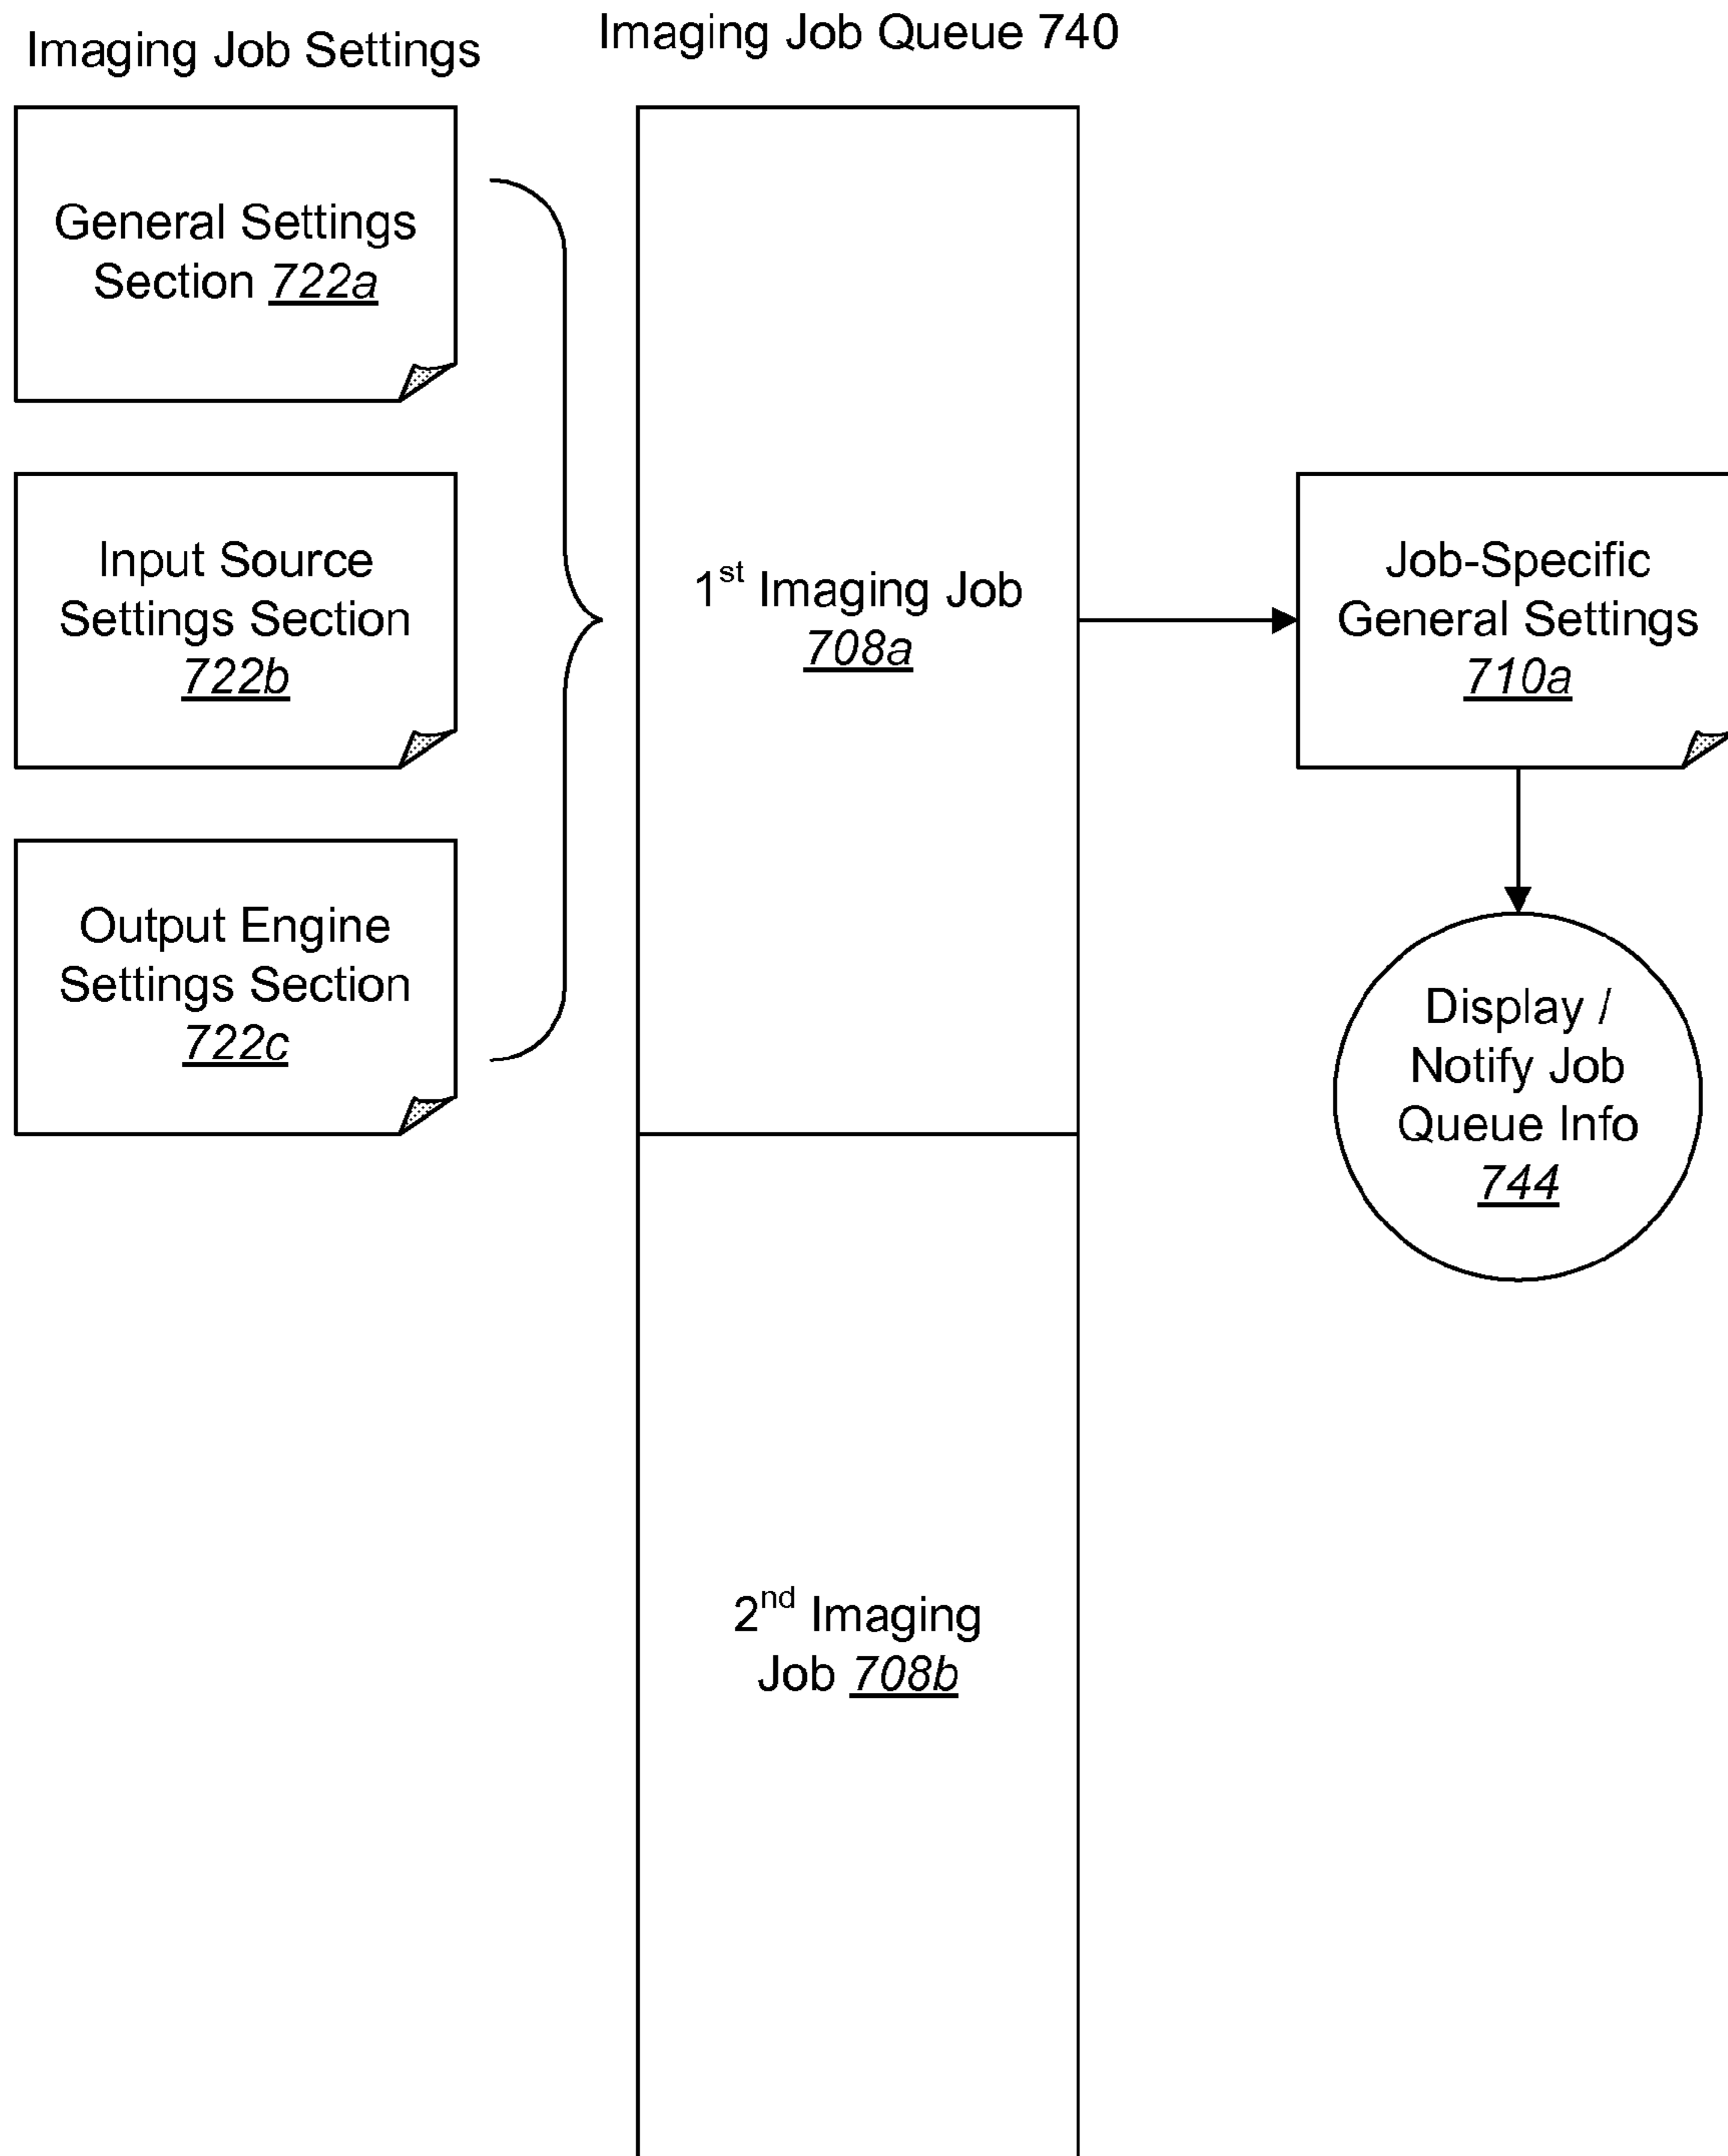 Imaging Job Settings
Imaging Job Queue 740
General Settings
Section 722a
Input Source
Settings Section
722b
Output Engine
Settings Section
722c
1st Imaging Job
708a
2nd Imaging
Job 708b
Job-Specific
General Settings
710a
Display /
Notify Job
Queue Info
744